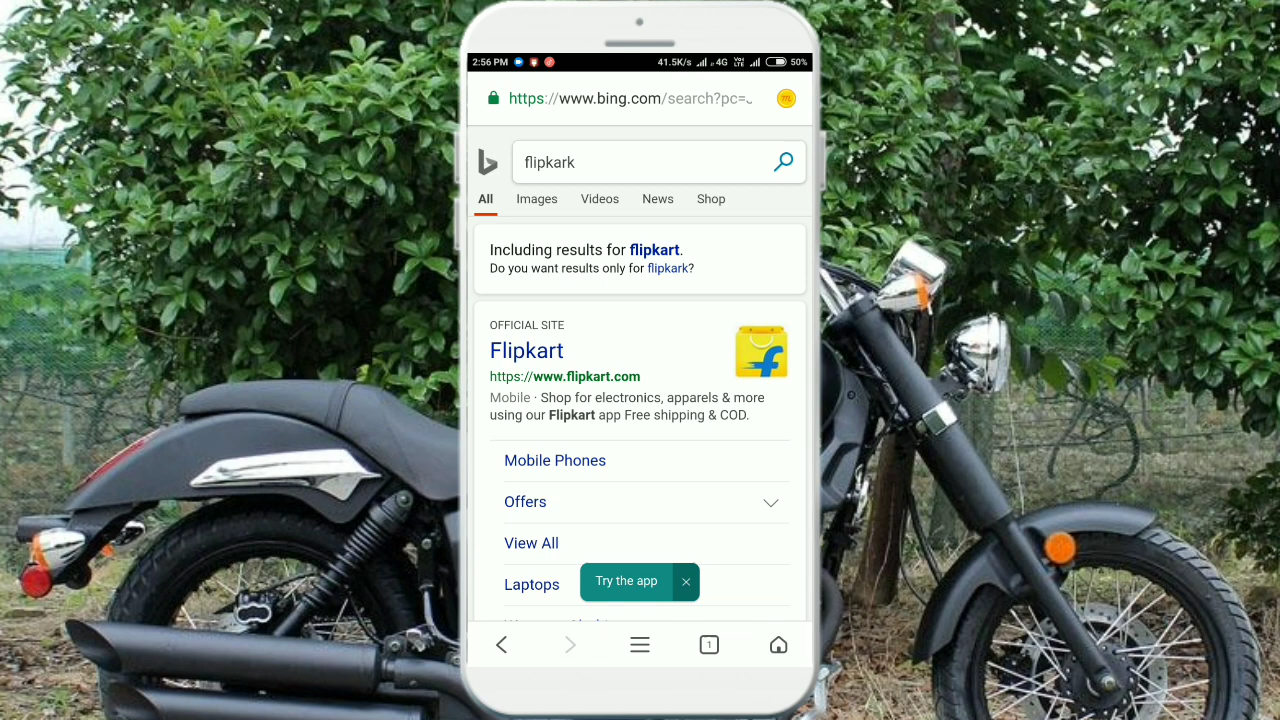 2:56 PM 41.5K/s 4G Vo) LTE 50%
https://www.bing.com/search?pc=
m
flipkark
All Images Videos News Shop
Including results for flipkart.
Do you want results only for flipkark?
OFFICIAL SITE
Flipkart
https://www.flipkart.com
Mobile · Shop for electronics, apparels & more
using our Flipkart app Free shipping & COD.
Mobile Phones
Offers
View All
Laptops
Try the app
1